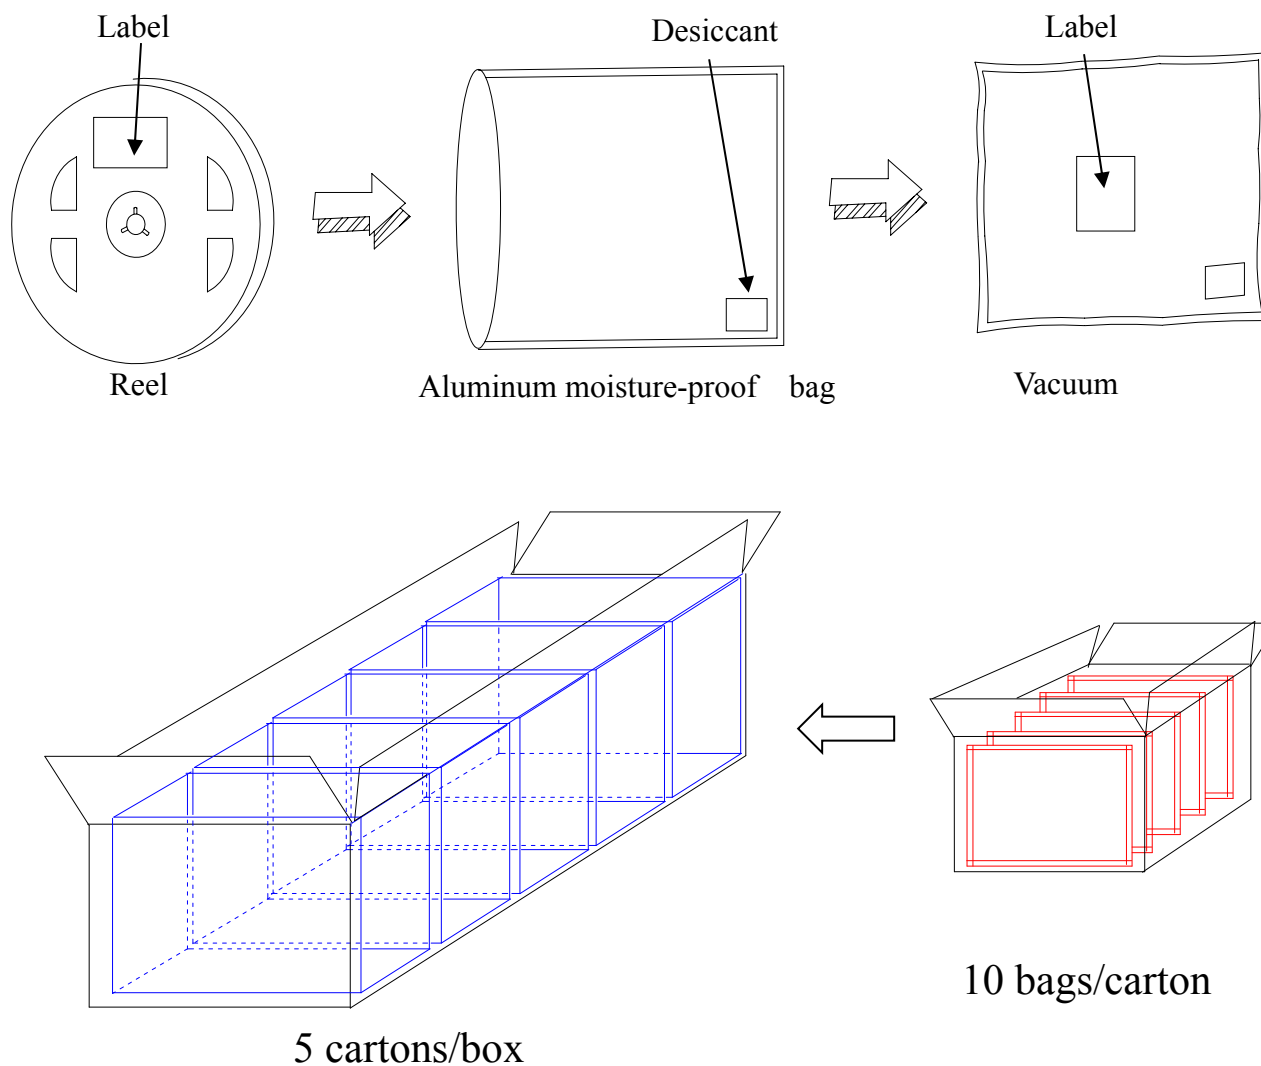 Label
Desiccant
Label
Reel
Aluminum moisture-proof bag
Vacuum
10 bags/carton
5 cartons/box